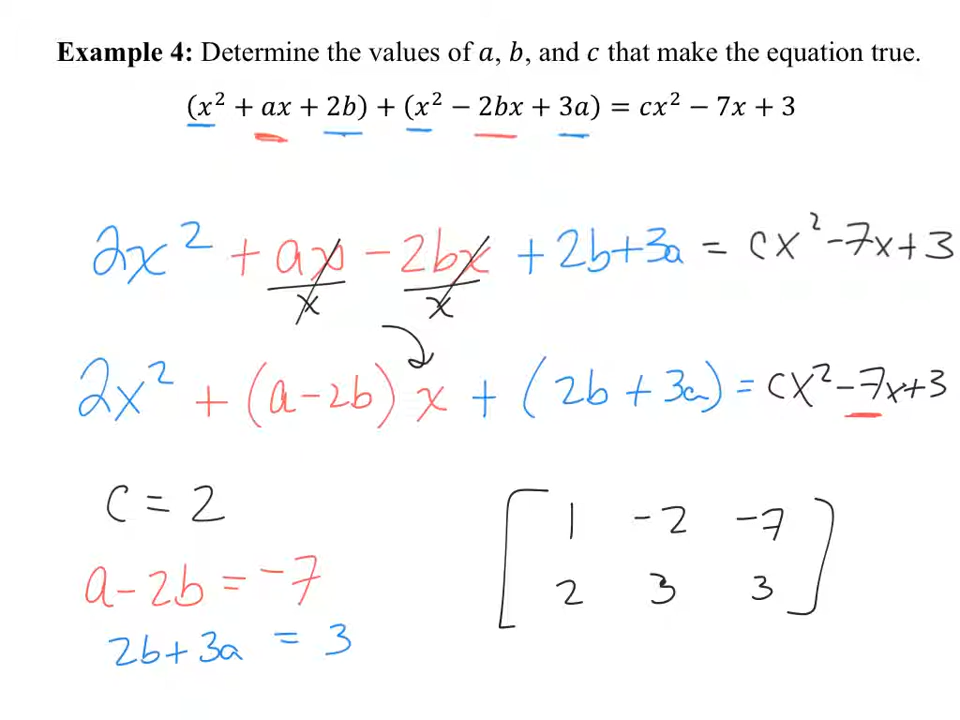 Example 4: Determine the values of a, b, and c that make the equation true.
(x² + ax + 2b) + (x² − 2bx + 3a) = cx² − 7x + 3
2x² + ax/x − 2bx/x + 2b+3a = cx²-7x+3
2x² + (a-2b) x + (2b + 3a) = cx²-7x+3
c = 2
a-2b = -7
2b+3a = 3
[ 1 -2 -7
2 3 3 ]